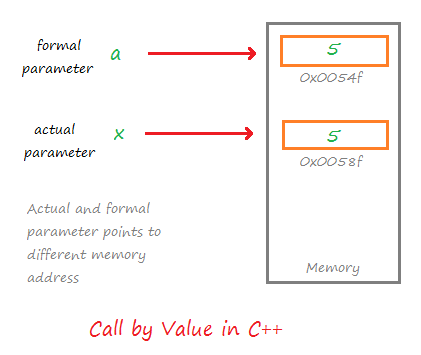 formal
parameter a
5
0x0054f
actual
parameter x
5
0x0058f
Actual and formal
parameter points to
different memory
address
Memory
Call by Value in C++